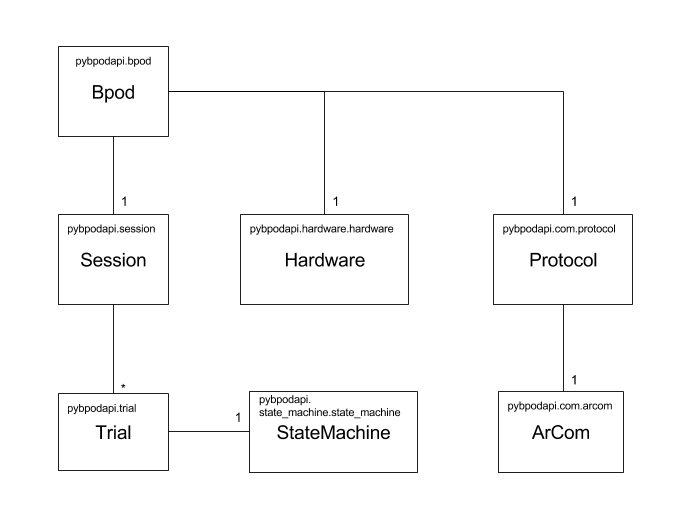 pybpodapi.bpod
Bpod
1
1
1
pybpodapi.session
Session
pybpodapi.hardware.hardware
Hardware
pybpodapi.com.protocol
Protocol
*
1
pybpodapi.trial
Trial
1
pybpodapi.
state_machine.state_machine
StateMachine
pybpodapi.com.arcom
ArCom